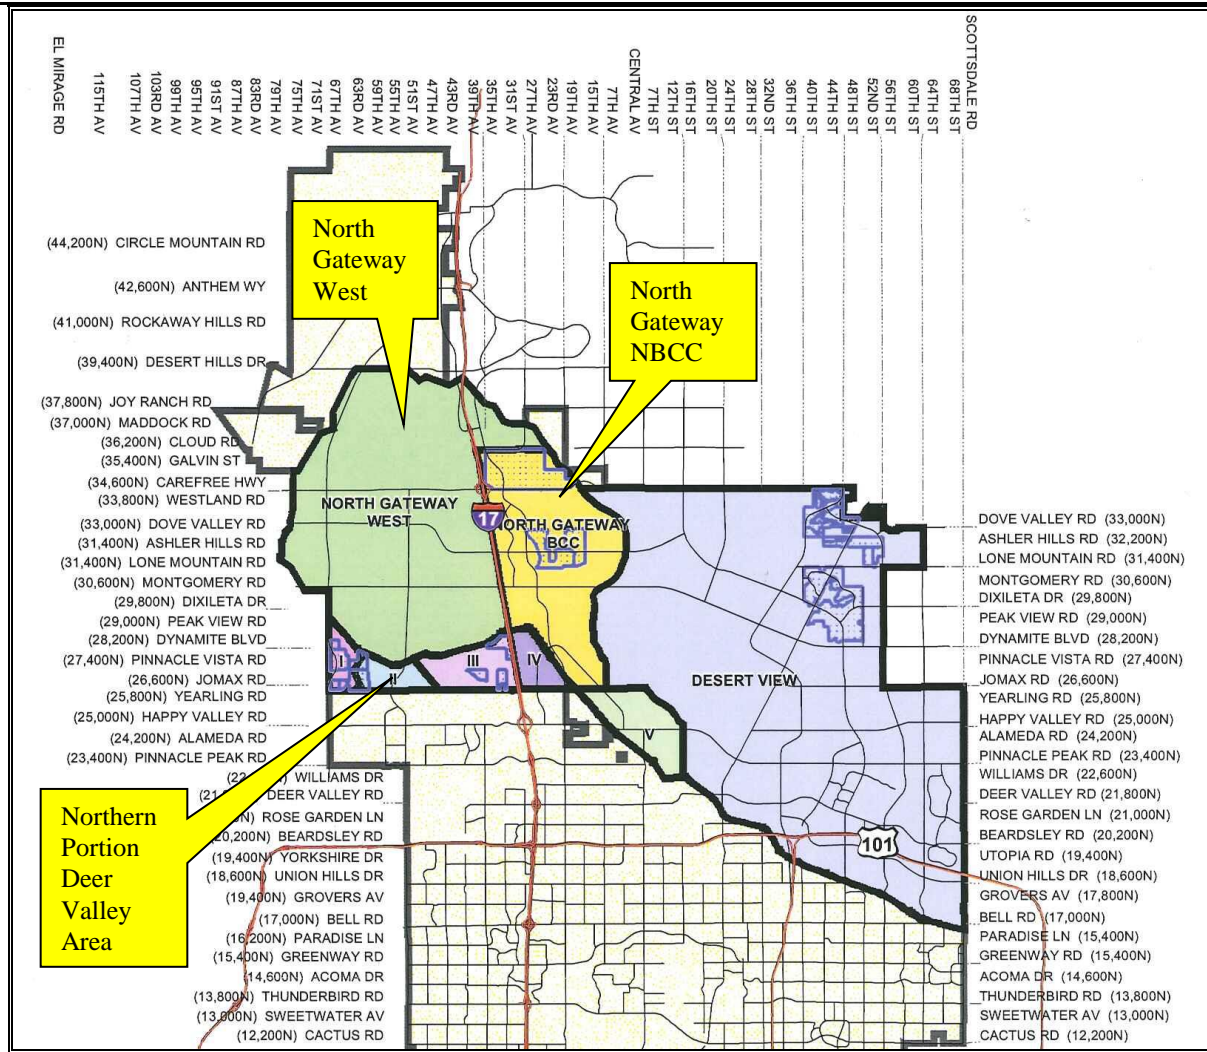 EL MIRAGE RD
115TH AV
107TH AV
103RD AV
99TH AV
95TH AV
91ST AV
87TH AV
83RD AV
79TH AV
75TH AV
71ST AV
67TH AV
63RD AV
59TH AV
55TH AV
51ST AV
47TH AV
43RD AV
39TH AV
35TH AV
31ST AV
27TH AV
23RD AV
19TH AV
15TH AV
7TH AV
CENTRAL AV
7TH ST
12TH ST
16TH ST
20TH ST
24TH ST
28TH ST
32ND ST
36TH ST
40TH ST
44TH ST
48TH ST
52ND ST
56TH ST
60TH ST
64TH ST
68TH ST
SCOTTSDALE RD
(44,200N) CIRCLE MOUNTAIN RD
(42,600N) ANTHEM WY
(41,000N) ROCKAWAY HILLS RD
(39,400N) DESERT HILLS DR
(37,800N) JOY RANCH RD
(37,000N) MADDOCK RD
(36,200N) CLOUD RD
(35,400N) GALVIN ST
(34,600N) CAREFREE HWY
(33,800N) WESTLAND RD
(33,000N) DOVE VALLEY RD
(31,400N) ASHLER HILLS RD
(31,400N) LONE MOUNTAIN RD
(30,600N) MONTGOMERY RD
(29,800N) DIXILETA DR
(29,000N) PEAK VIEW RD
(28,200N) DYNAMITE BLVD
(27,400N) PINNACLE VISTA RD
(26,600N) JOMAX RD
(25,800N) YEARLING RD
(25,000N) HAPPY VALLEY RD
(24,200N) ALAMEDA RD
(23,400N) PINNACLE PEAK RD
WILLIAMS DR
DEER VALLEY RD
ROSE GARDEN LN
20,200N) BEARDSLEY RD
(19,400N) YORKSHIRE DR
(18,600N) UNION HILLS DR
(19,400N) GROVERS AV
(17,000N) BELL RD
(16,200N) PARADISE LN
(15,400N) GREENWAY RD
(14,600N) ACOMA DR
(13,800N) THUNDERBIRD RD
(13,000N) SWEETWATER AV
(12,200N) CACTUS RD
North
Gateway
West
North
Gateway
NBCC
Northern
Portion
Deer
Valley
Area
NORTH GATEWAY
WEST
17
NORTH GATEWAY
BCC
DESERT VIEW
I
II
III
IV
V
101
DOVE VALLEY RD (33,000N)
ASHLER HILLS RD (32,200N)
LONE MOUNTAIN RD (31,400N)
MONTGOMERY RD (30,600N)
DIXILETA DR (29,800N)
PEAK VIEW RD (29,000N)
DYNAMITE BLVD (28,200N)
PINNACLE VISTA RD (27,400N)
JOMAX RD (26,600N)
YEARLING RD (25,800N)
HAPPY VALLEY RD (25,000N)
ALAMEDA RD (24,200N)
PINNACLE PEAK RD (23,400N)
WILLIAMS DR (22,600N)
DEER VALLEY RD (21,800N)
ROSE GARDEN LN (21,000N)
BEARDSLEY RD (20,200N)
UTOPIA RD (19,400N)
UNION HILLS DR (18,600N)
GROVERS AV (17,800N)
BELL RD (17,000N)
PARADISE LN (15,400N)
GREENWAY RD (15,400N)
ACOMA DR (14,600N)
THUNDERBIRD RD (13,800N)
SWEETWATER AV (13,000N)
CACTUS RD (12,200N)